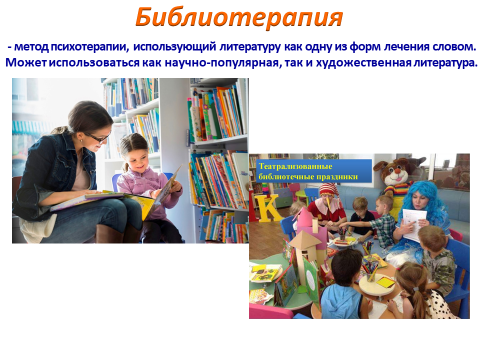 Библиотерапия
- метод психотерапии, использующий литературу как одну из форм лечения словом.
Может использоваться как научно-популярная, так и художественная литература.
Театрализованные
библиотечные праздники
К